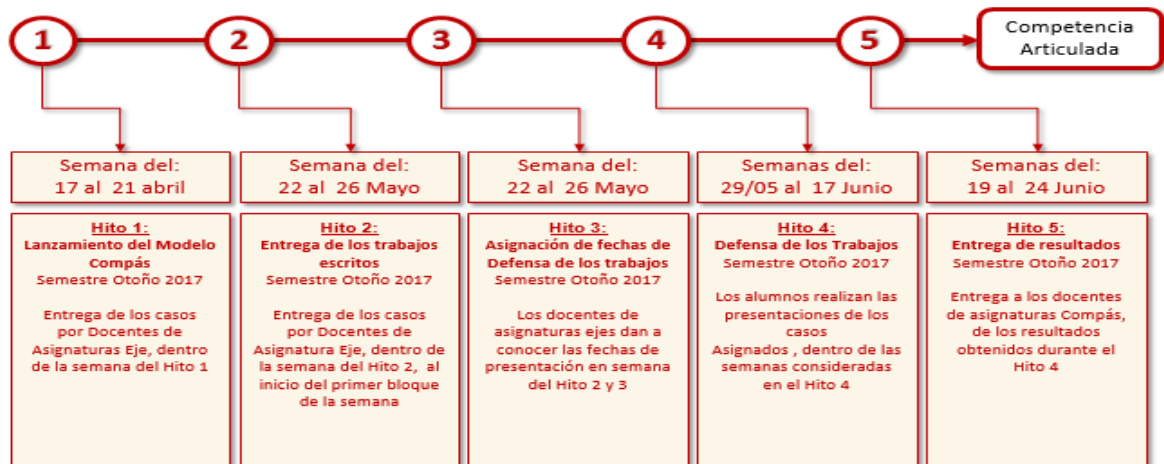 1
2
3
4
5
Competencia
Articulada
Semana del:
17 al 21 abril
Semana del:
22 al 26 Mayo
Semana del:
22 al 26 Mayo
Semanas del:
29/05 al 17 Junio
Semanas del:
19 al 24 Junio
Hito 1:
Lanzamiento del Modelo
Compás
Semestre Otoño 2017
Entrega de los casos
por Docentes de
Asignaturas Eje, dentro
de la semana del Hito 1
Hito 2:
Entrega de los trabajos
escritos
Semestre Otoño 2017
Entrega de los casos
por Docentes de
Asignatura Eje, dentro de
la semana del Hito 2, al
inicio del primer bloque
de la semana
Hito 3:
Asignación de fechas de
Defensa de los trabajos
Semestre Otoño 2017
Los docentes de
asignaturas ejes dan a
conocer las fechas de
presentación en semana
del Hito 2 y 3
Hito 4:
Defensa de los Trabajos
Semestre Otoño 2017
Los alumnos realizan las
presentaciones de los
casos
Asignados , dentro de las
semanas consideradas
en el Hito 4
Hito 5:
Entrega de resultados
Semestre Otoño 2017
Entrega a los docentes
de asignaturas Compás,
de los resultados
obtenidos durante el
Hito 4